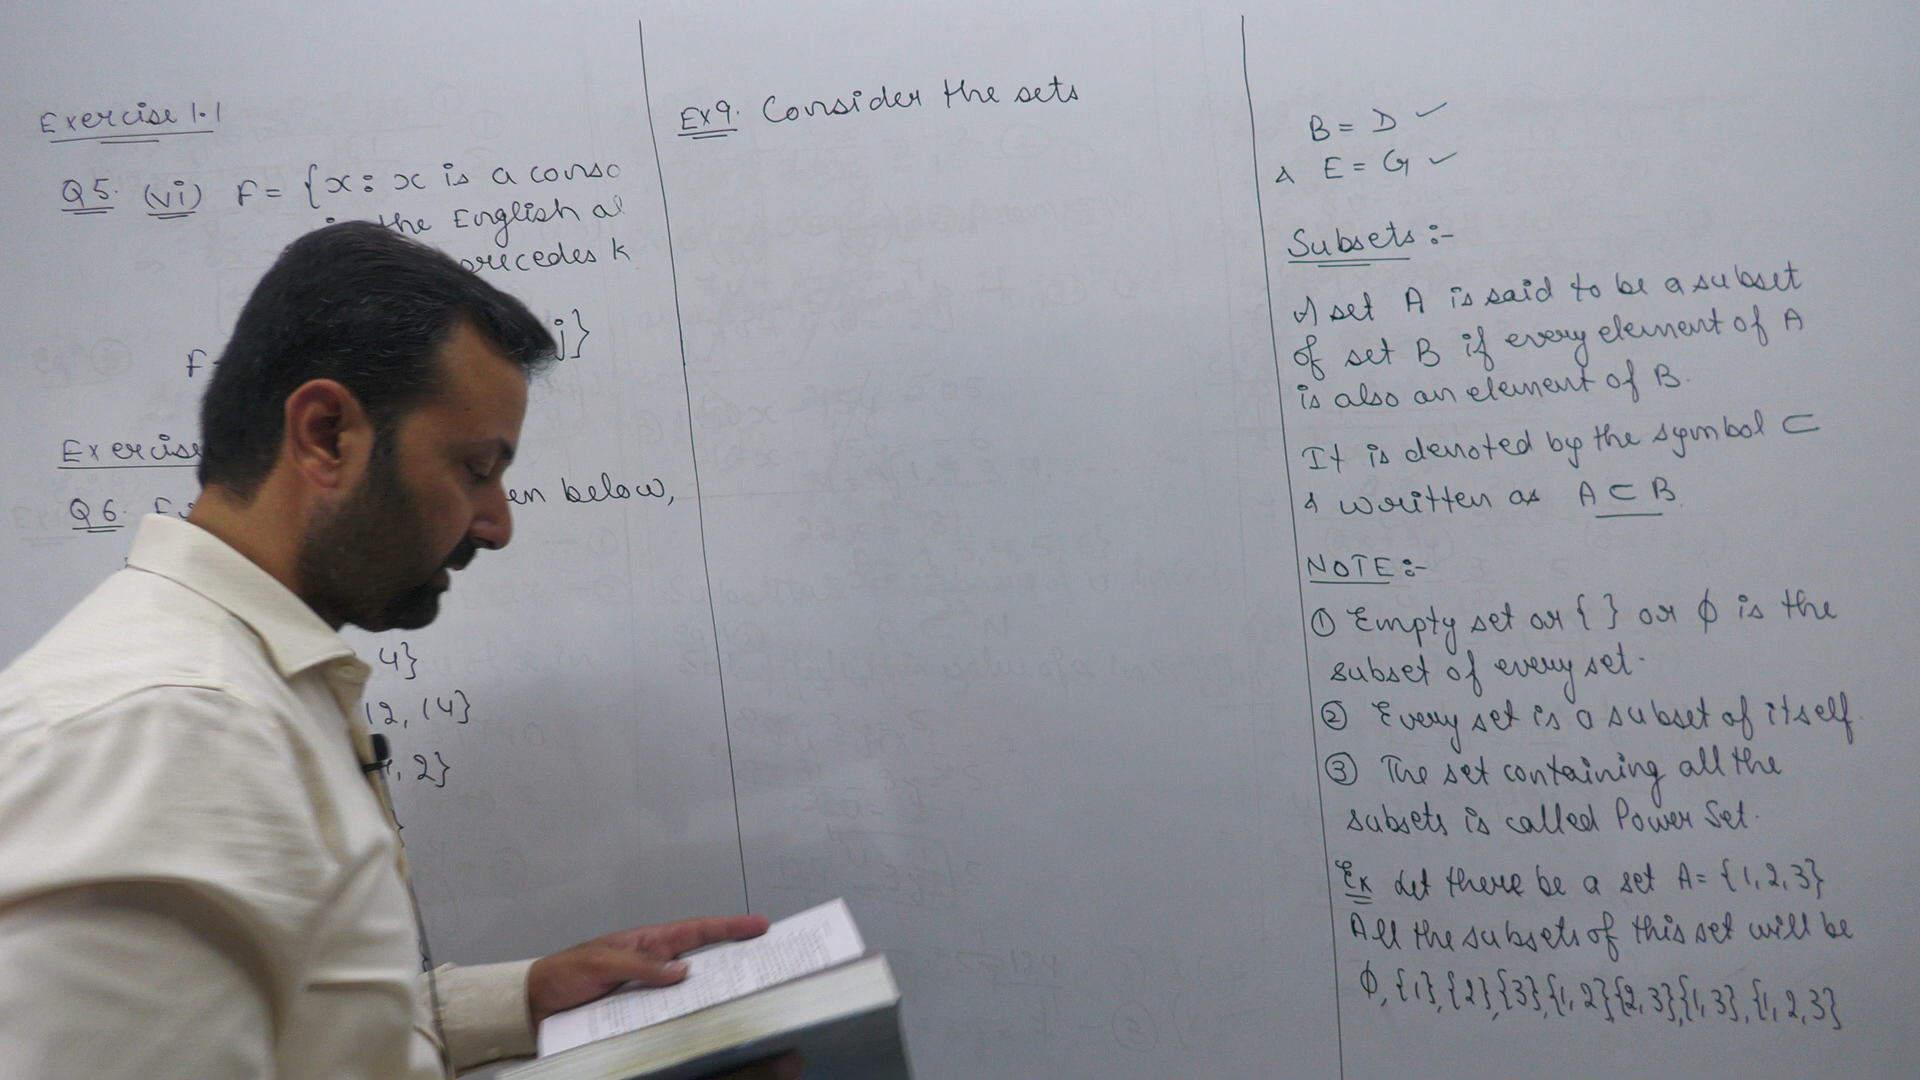 Exercise 1.1
Q5. (vi) F = {x : x is a conso
the English al
precedes k
F
j}
Exercise
Q6.
en below,
4}
12, 14}
, 2}
}
Ex9. Consider the sets
B = D ✓
& E = G ✓
Subsets :-
A set A is said to be a subset
of set B if every element of A
is also an element of B.
It is denoted by the symbol ⊂
& written as A ⊂ B.
NOTE :-
① Empty set or { } or ϕ is the
subset of every set.
② Every set is a subset of itself.
③ The set containing all the
subsets is called Power Set.
Ex Let there be a set A = {1, 2, 3}
All the subsets of this set will be
ϕ, {1}, {2}, {3}, {1, 2}, {2, 3}, {1, 3}, {1, 2, 3}